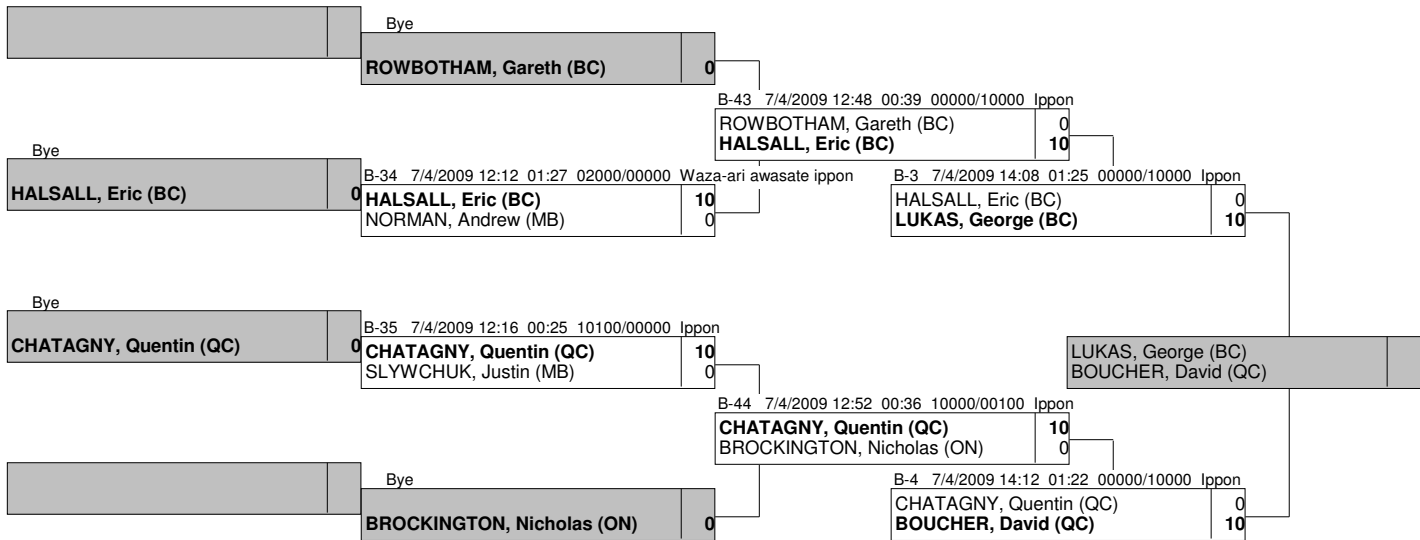 Bye
ROWBOTHAM, Gareth (BC) 0
B-43 7/4/2009 12:48 00:39 00000/10000 Ippon
ROWBOTHAM, Gareth (BC) 0
HALSALL, Eric (BC) 10
Bye
HALSALL, Eric (BC) 0
B-34 7/4/2009 12:12 01:27 02000/00000 Waza-ari awasate ippon
HALSALL, Eric (BC) 10
NORMAN, Andrew (MB) 0
B-3 7/4/2009 14:08 01:25 00000/10000 Ippon
HALSALL, Eric (BC) 0
LUKAS, George (BC) 10
Bye
CHATAGNY, Quentin (QC) 0
B-35 7/4/2009 12:16 00:25 10100/00000 Ippon
CHATAGNY, Quentin (QC) 10
SLYWCHUK, Justin (MB) 0
LUKAS, George (BC)
BOUCHER, David (QC)
B-44 7/4/2009 12:52 00:36 10000/00100 Ippon
CHATAGNY, Quentin (QC) 10
BROCKINGTON, Nicholas (ON) 0
Bye
BROCKINGTON, Nicholas (ON) 0
B-4 7/4/2009 14:12 01:22 00000/10000 Ippon
CHATAGNY, Quentin (QC) 0
BOUCHER, David (QC) 10